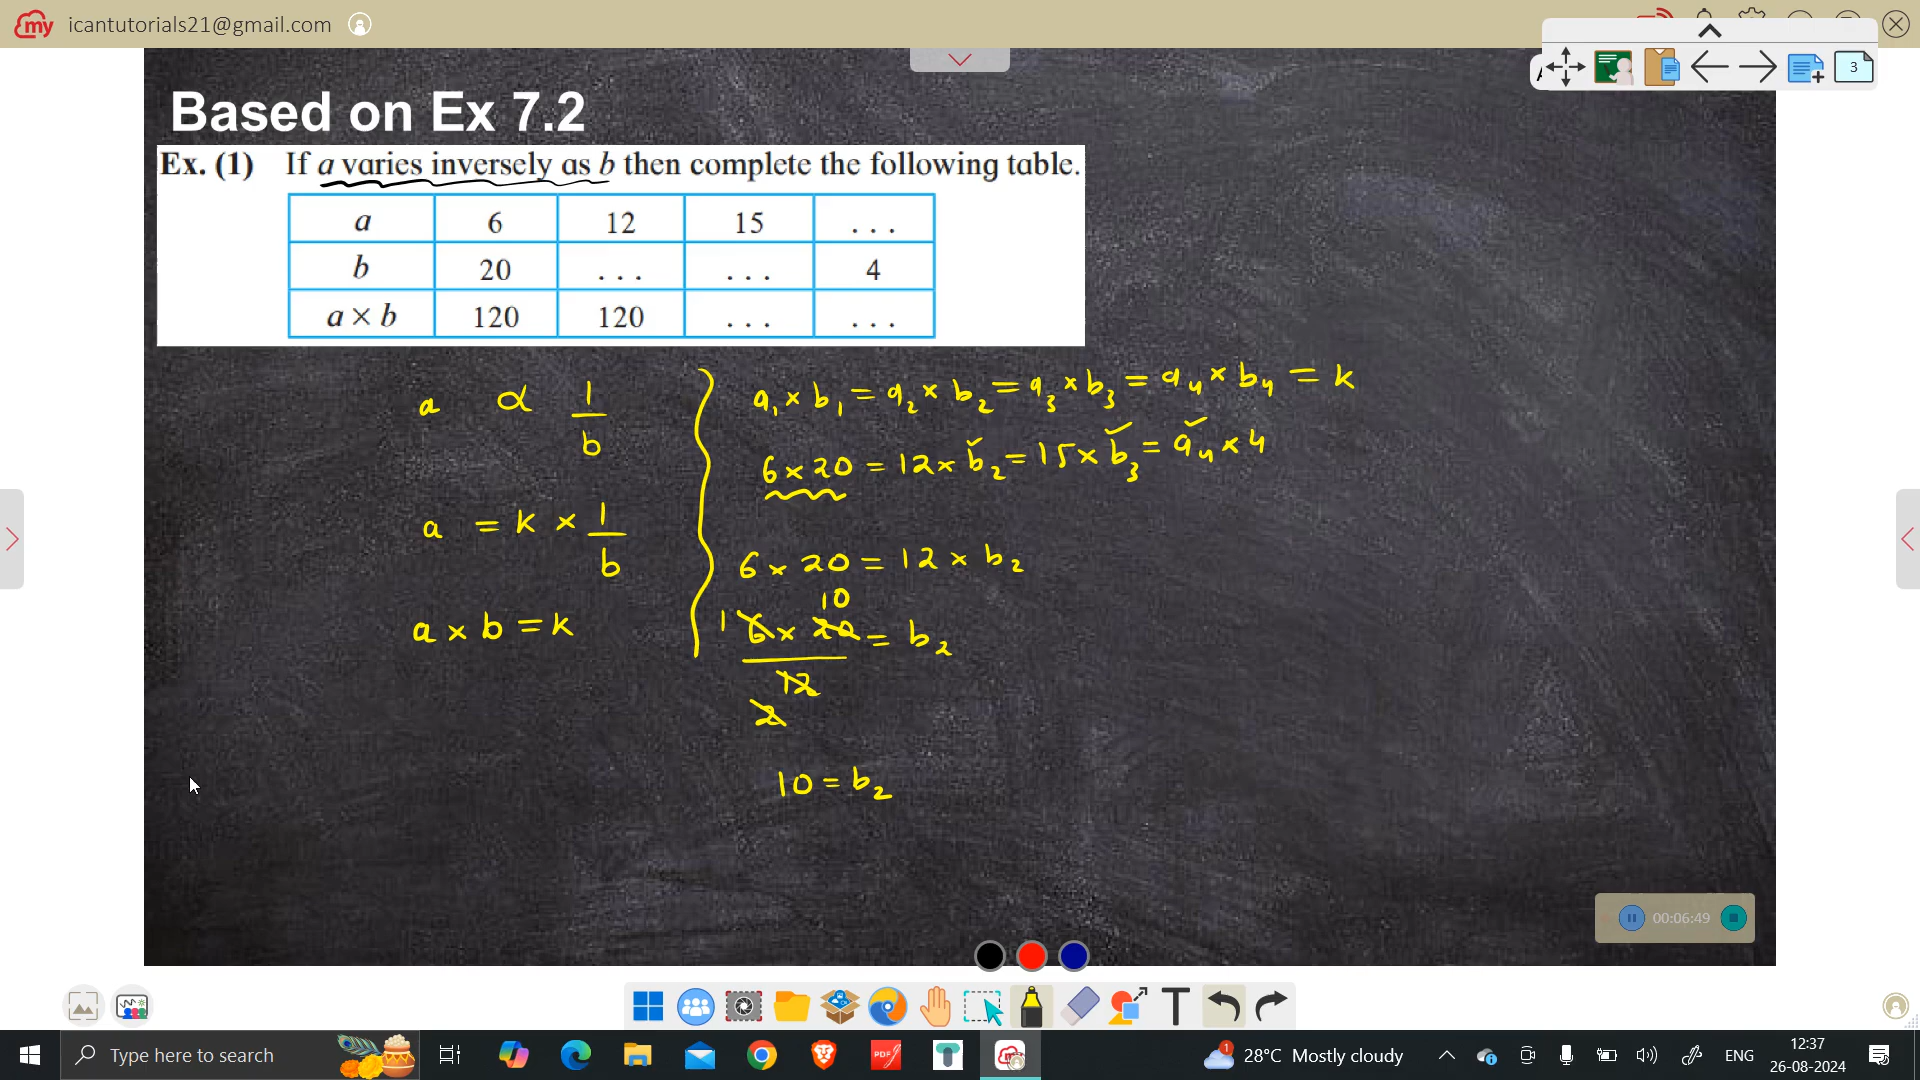 my icantutorials21@gmail.com
3
Based on Ex 7.2
Ex. (1) If a varies inversely as b then complete the following table.
a 6 12 15 . . .
b 20 . . . . . . 4
a × b 120 120 . . . . . .
a ∝ 1/b
a = k × 1/b
a × b = k
a₁ × b₁ = a₂ × b₂ = a₃ × b₃ = a₄ × b₄ = k
6 × 20 = 12 × b₂ = 15 × b₃ = a₄ × 4
6 × 20 = 12 × b₂
10
1 6 × 20 = b₂
12
2
10 = b₂
00:06:49
T
Type here to search
PDF
1
28°C Mostly cloudy
ENG
12:37
26-08-2024